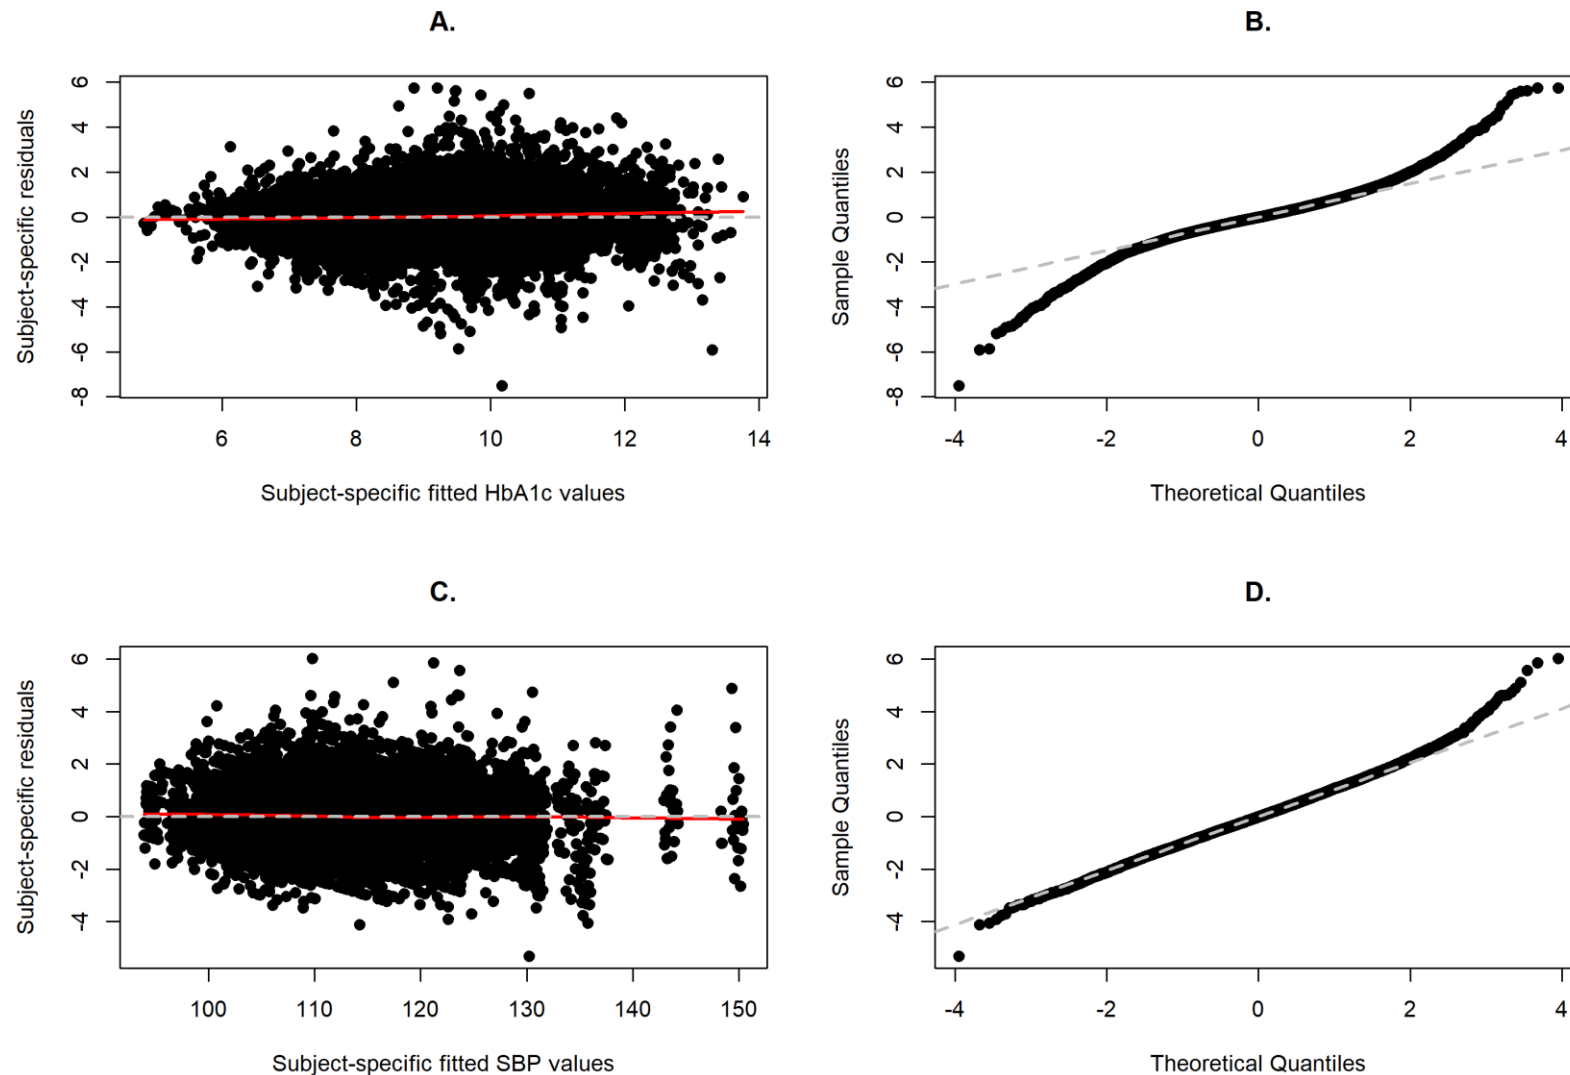 A.
Subject-specific residuals
6
4
2
0
-2
-4
-6
-8
6 8 10 12 14
Subject-specific fitted HbA1c values
B.
Sample Quantiles
6
4
2
0
-2
-4
-6
-8
-4 -2 0 2 4
Theoretical Quantiles
C.
Subject-specific residuals
6
4
2
0
-2
-4
100 110 120 130 140 150
Subject-specific fitted SBP values
D.
Sample Quantiles
6
4
2
0
-2
-4
-4 -2 0 2 4
Theoretical Quantiles